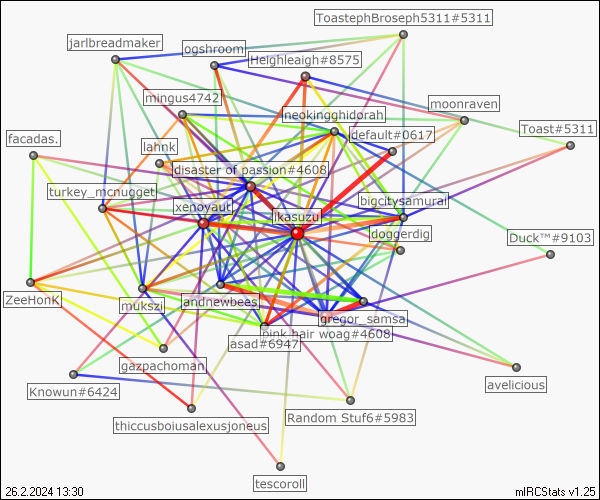 ToastephBroseph5311#5311
jarlbreadmaker
ogshroom
Heighleaigh#8575
mingus4742
moonraven
neokingghidorah
facadas.
jdefault#0617
Toast#5311
lahnk
disaster of passion#4608
turkey_mcnugget
bigcitysamurai
xenoyaut
jikasuzu
doggerdig
Duck™#9103
ZeeHonK
mukszi
andnewbees
gregor_samsa
pink hair woag#4608
asad#6947
gazpachoman
avelicious
Knowun#6424
Random Stuf6#5983
thiccusboiusalexusjoneus
tescoroll
26.2.2024 13:30
mIRCStats v1.25